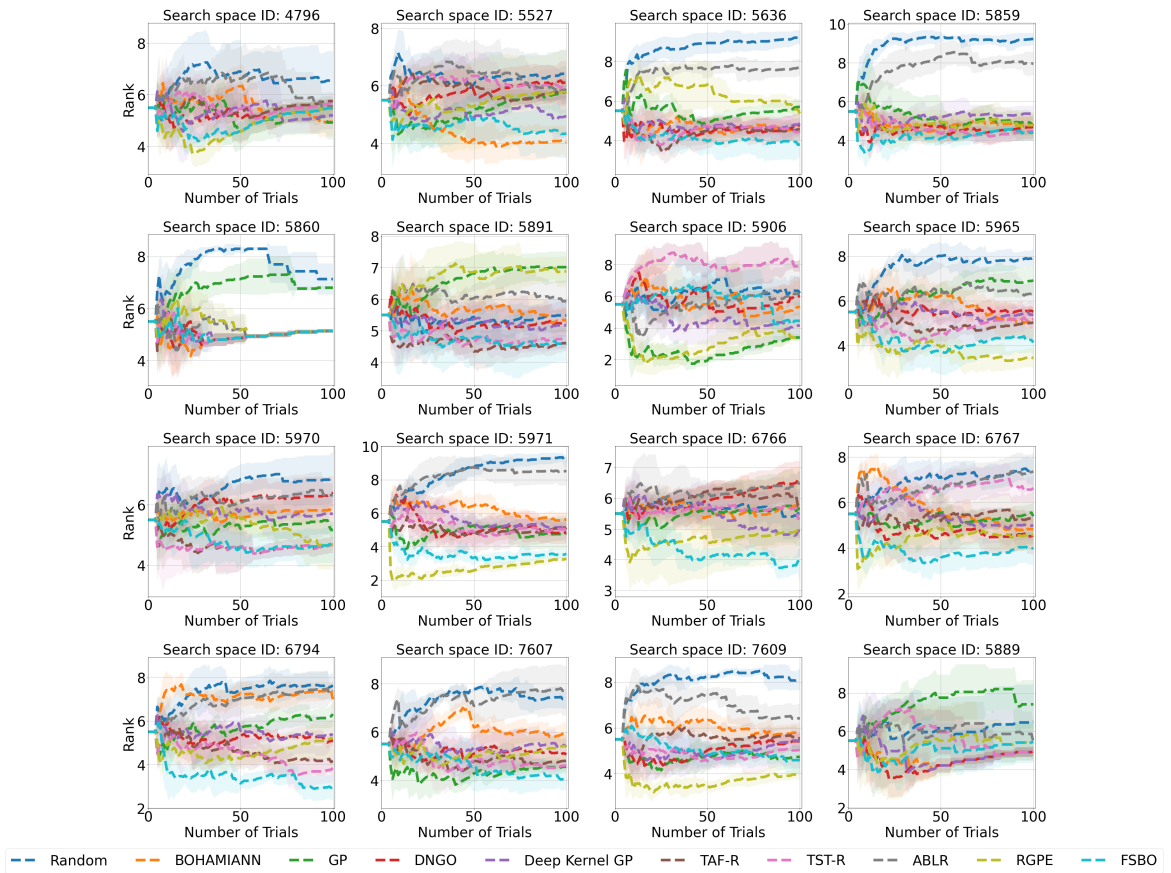 Search space ID: 4796 Search space ID: 5527 Search space ID: 5636 Search space ID: 5859
Rank
8
6
4
0 50 100
Number of Trials
8
6
4
0 50 100
Number of Trials
8
6
4
0 50 100
Number of Trials
10
8
6
4
0 50 100
Number of Trials
Search space ID: 5860 Search space ID: 5891 Search space ID: 5906 Search space ID: 5965
Rank
8
6
4
0 50 100
Number of Trials
8
7
6
5
4
0 50 100
Number of Trials
8
6
4
2
0 50 100
Number of Trials
8
6
4
0 50 100
Number of Trials
Search space ID: 5970 Search space ID: 5971 Search space ID: 6766 Search space ID: 6767
Rank
6
4
0 50 100
Number of Trials
10
8
6
4
2
0 50 100
Number of Trials
7
6
5
4
3
0 50 100
Number of Trials
8
6
4
2
0 50 100
Number of Trials
Search space ID: 6794 Search space ID: 7607 Search space ID: 7609 Search space ID: 5889
Rank
8
6
4
2
0 50 100
Number of Trials
8
6
4
0 50 100
Number of Trials
8
6
4
0 50 100
Number of Trials
8
6
4
2
0 50 100
Number of Trials
Random BOHAMIANN GP DNGO Deep Kernel GP TAF-R TST-R ABLR RGPE FSBO